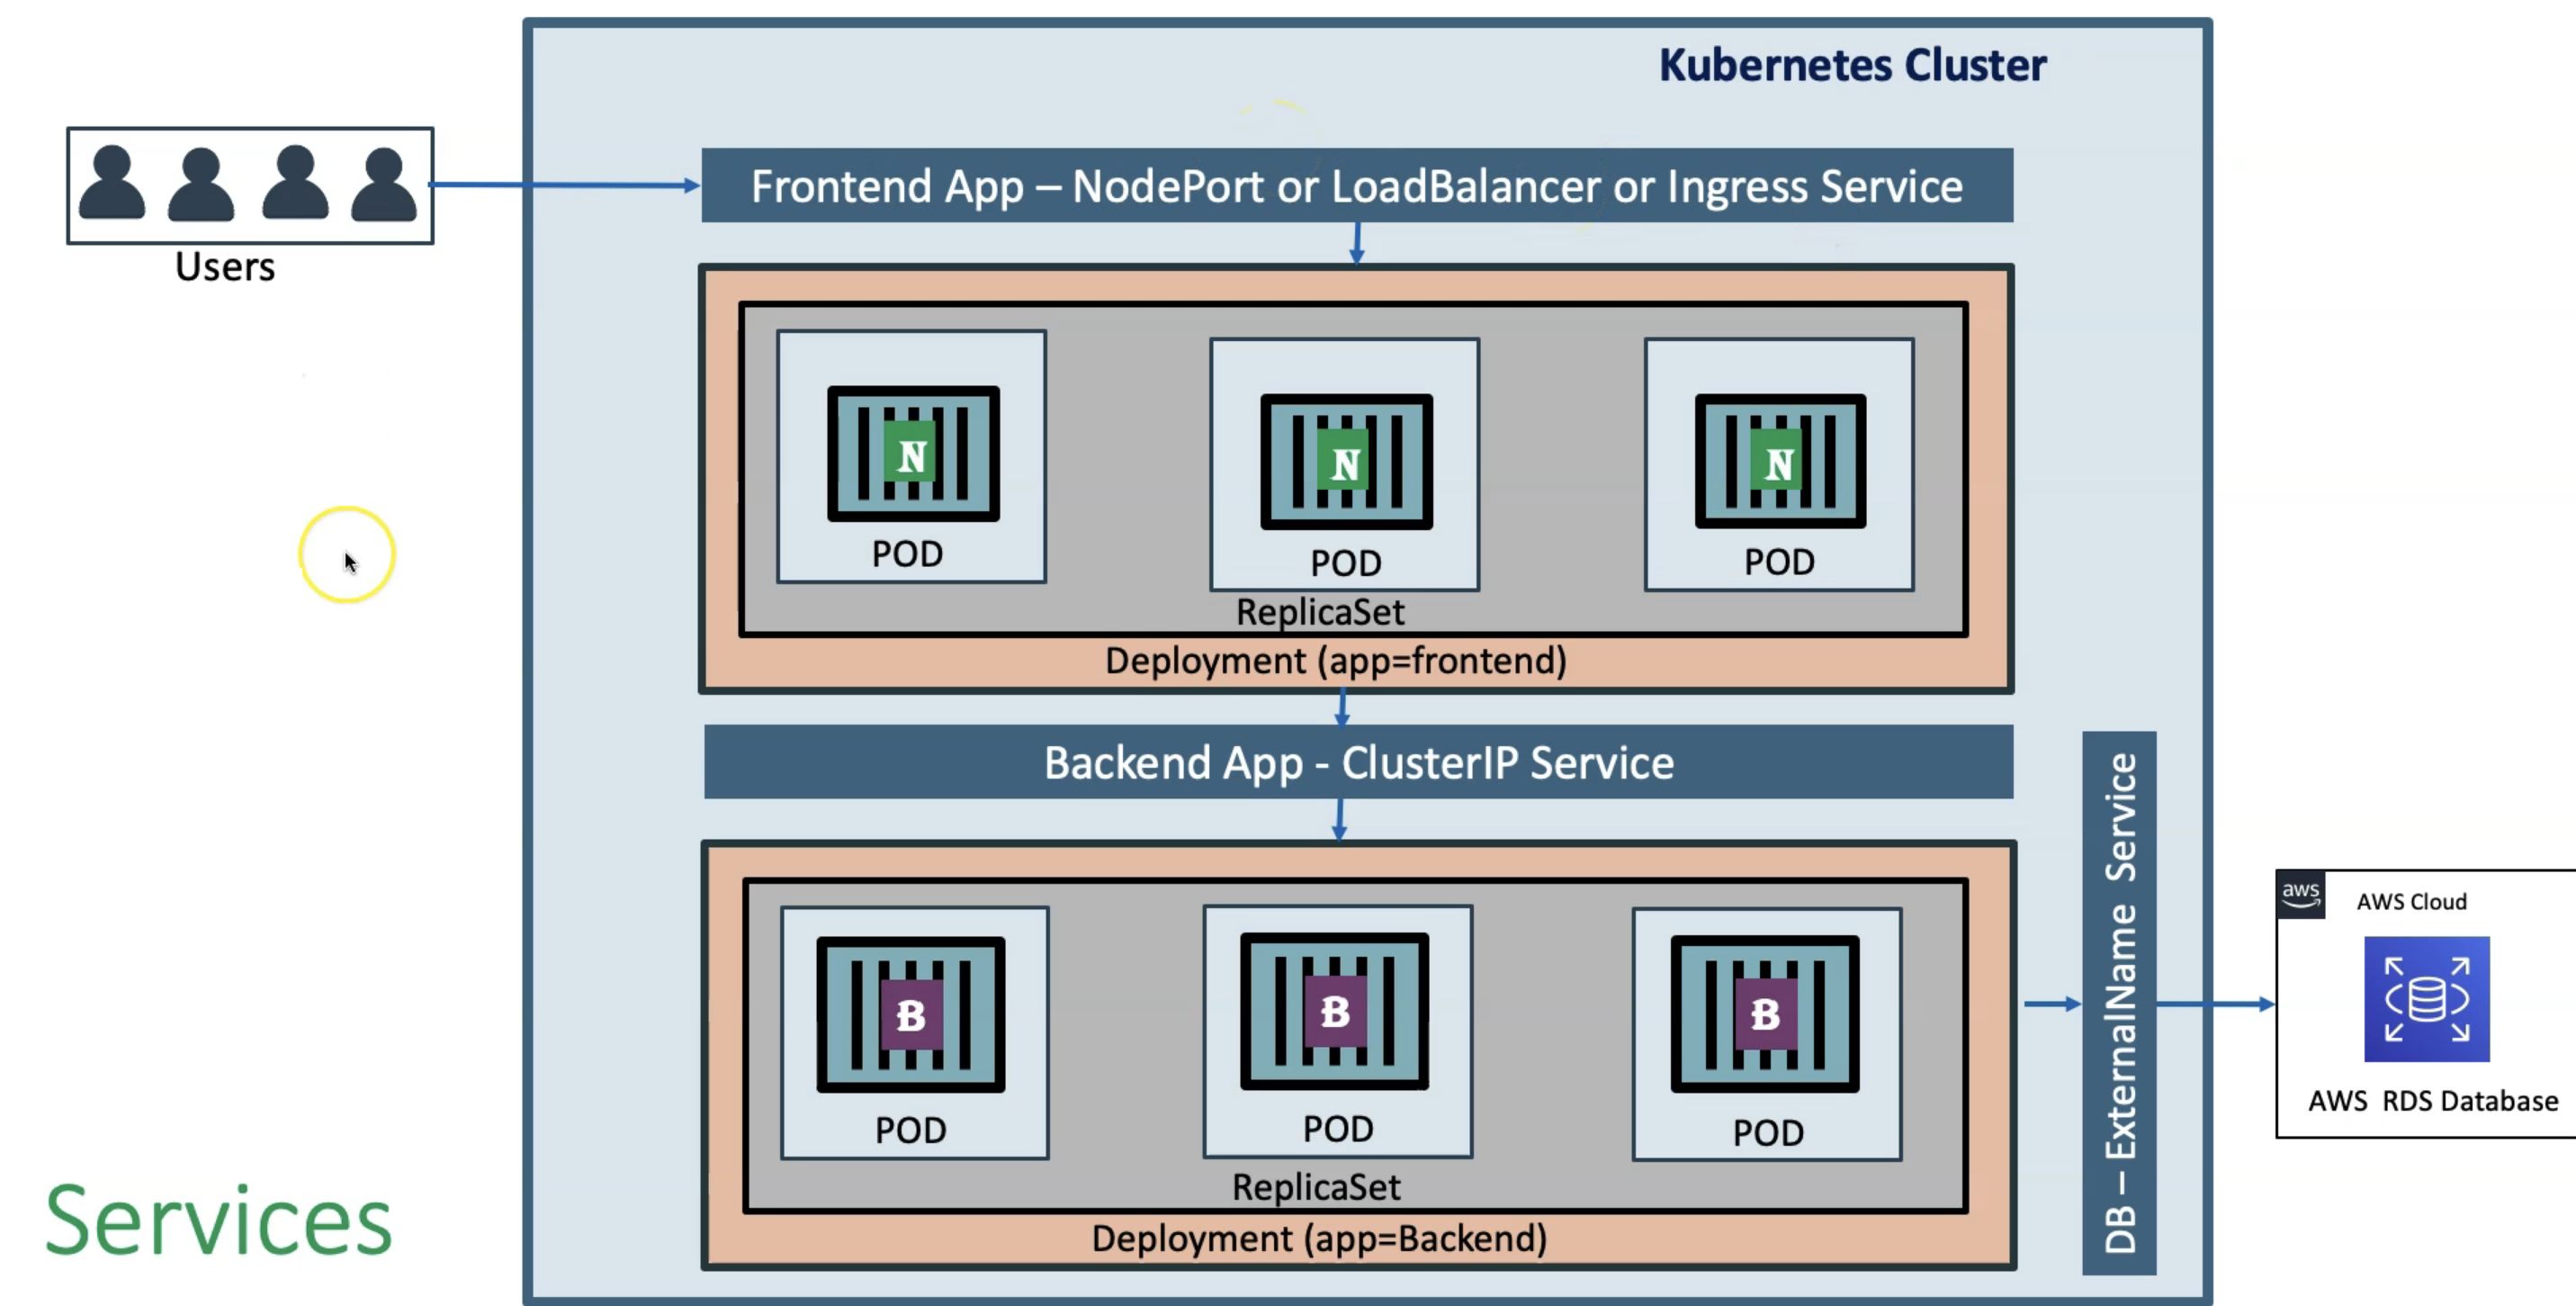 Kubernetes Cluster
Users
Frontend App – NodePort or LoadBalancer or Ingress Service
N
POD
N
POD
N
POD
ReplicaSet
Deployment (app=frontend)
Backend App - ClusterIP Service
B
POD
B
POD
B
POD
ReplicaSet
Deployment (app=Backend)
DB – ExternalName Service
aws
AWS Cloud
AWS RDS Database
Services